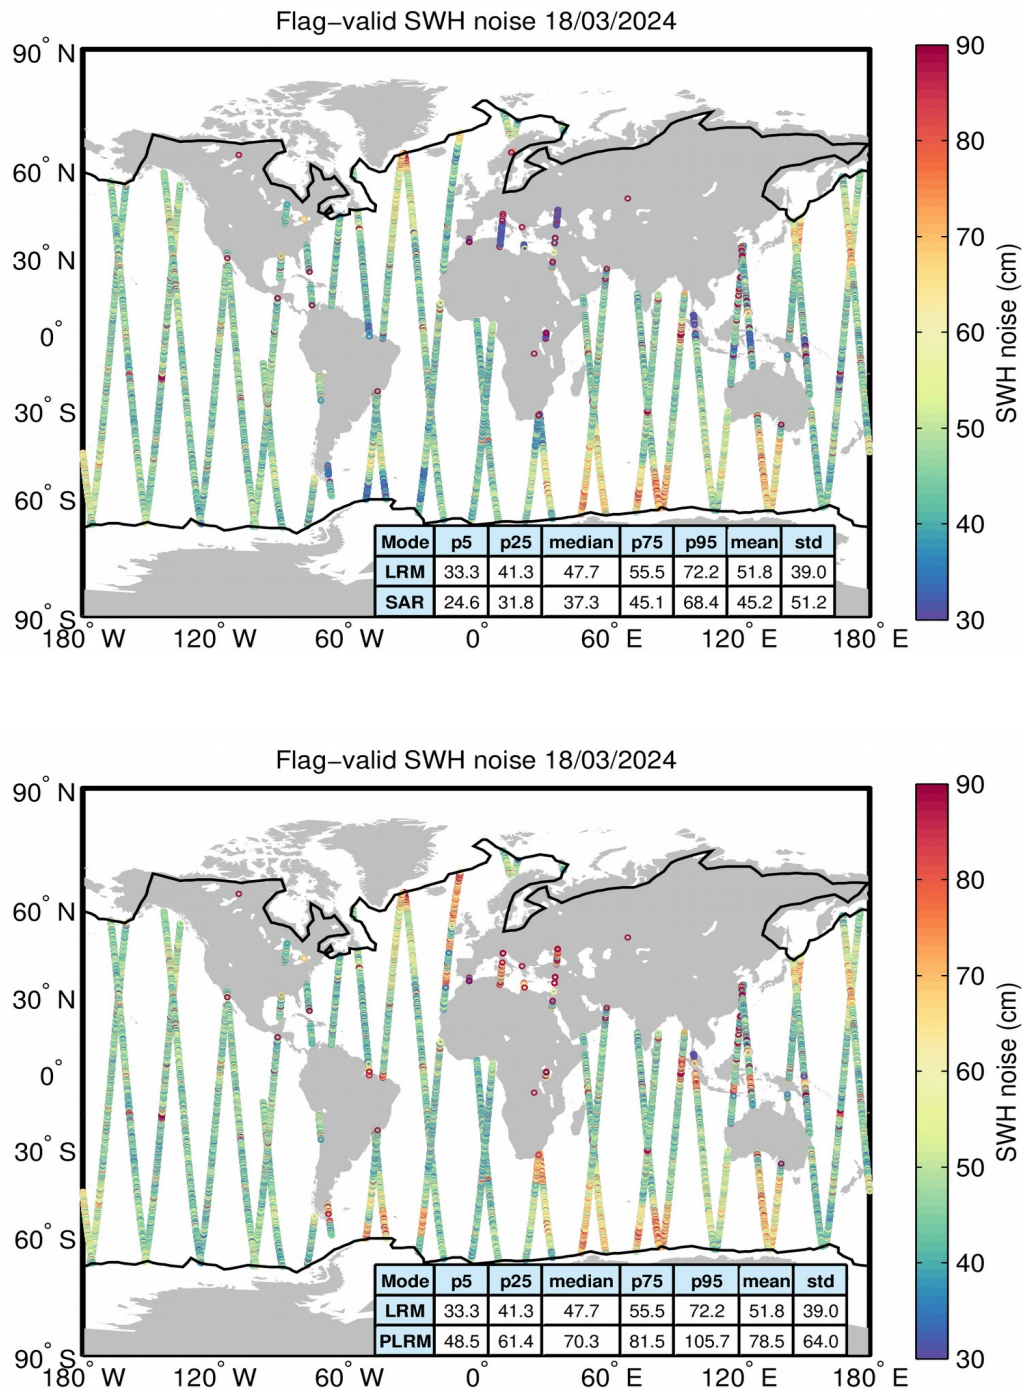 Flag−valid SWH noise 18/03/2024
90° N
60° N
30° N
0°
30° S
60° S
90° S
180° W 120° W 60° W 0° 60° E 120° E 180° E
Mode p5 p25 median p75 p95 mean std
LRM 33.3 41.3 47.7 55.5 72.2 51.8 39.0
SAR 24.6 31.8 37.3 45.1 68.4 45.2 51.2
90
80
70
60
50
40
30
SWH noise (cm)
Flag−valid SWH noise 18/03/2024
90° N
60° N
30° N
0°
30° S
60° S
90° S
180° W 120° W 60° W 0° 60° E 120° E 180° E
Mode p5 p25 median p75 p95 mean std
LRM 33.3 41.3 47.7 55.5 72.2 51.8 39.0
PLRM 48.5 61.4 70.3 81.5 105.7 78.5 64.0
90
80
70
60
50
40
30
SWH noise (cm)